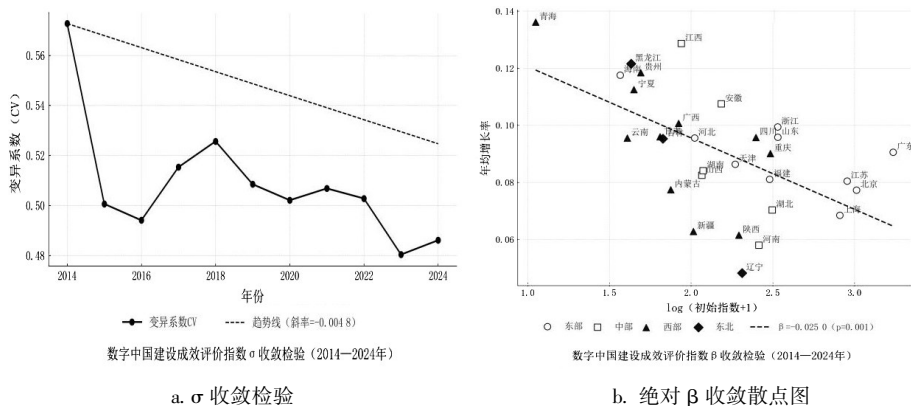 变异系数（CV）
0.56
0.54
0.52
0.50
0.48
2014
2016
2018
2020
2022
2024
年份
变异系数CV
趋势线（斜率=-0.004 8）
数字中国建设成效评价指数σ收敛检验（2014—2024年）
a. σ 收敛检验
年均增长率
0.14
0.12
0.10
0.08
0.06
青海
江西
黑龙江
贵州
海南
宁夏
安徽
广西
浙江
云南
河北
四川
山东
广东
天津
重庆
湖南
山西
福建
内蒙古
江苏
北京
湖北
上海
新疆
陕西
河南
辽宁
1.0
1.5
2.0
2.5
3.0
log（初始指数+1）
东部
中部
西部
东北
β=-0.025 0（p=0.001）
数字中国建设成效评价指数β收敛检验（2014—2024年）
b. 绝对 β 收敛散点图